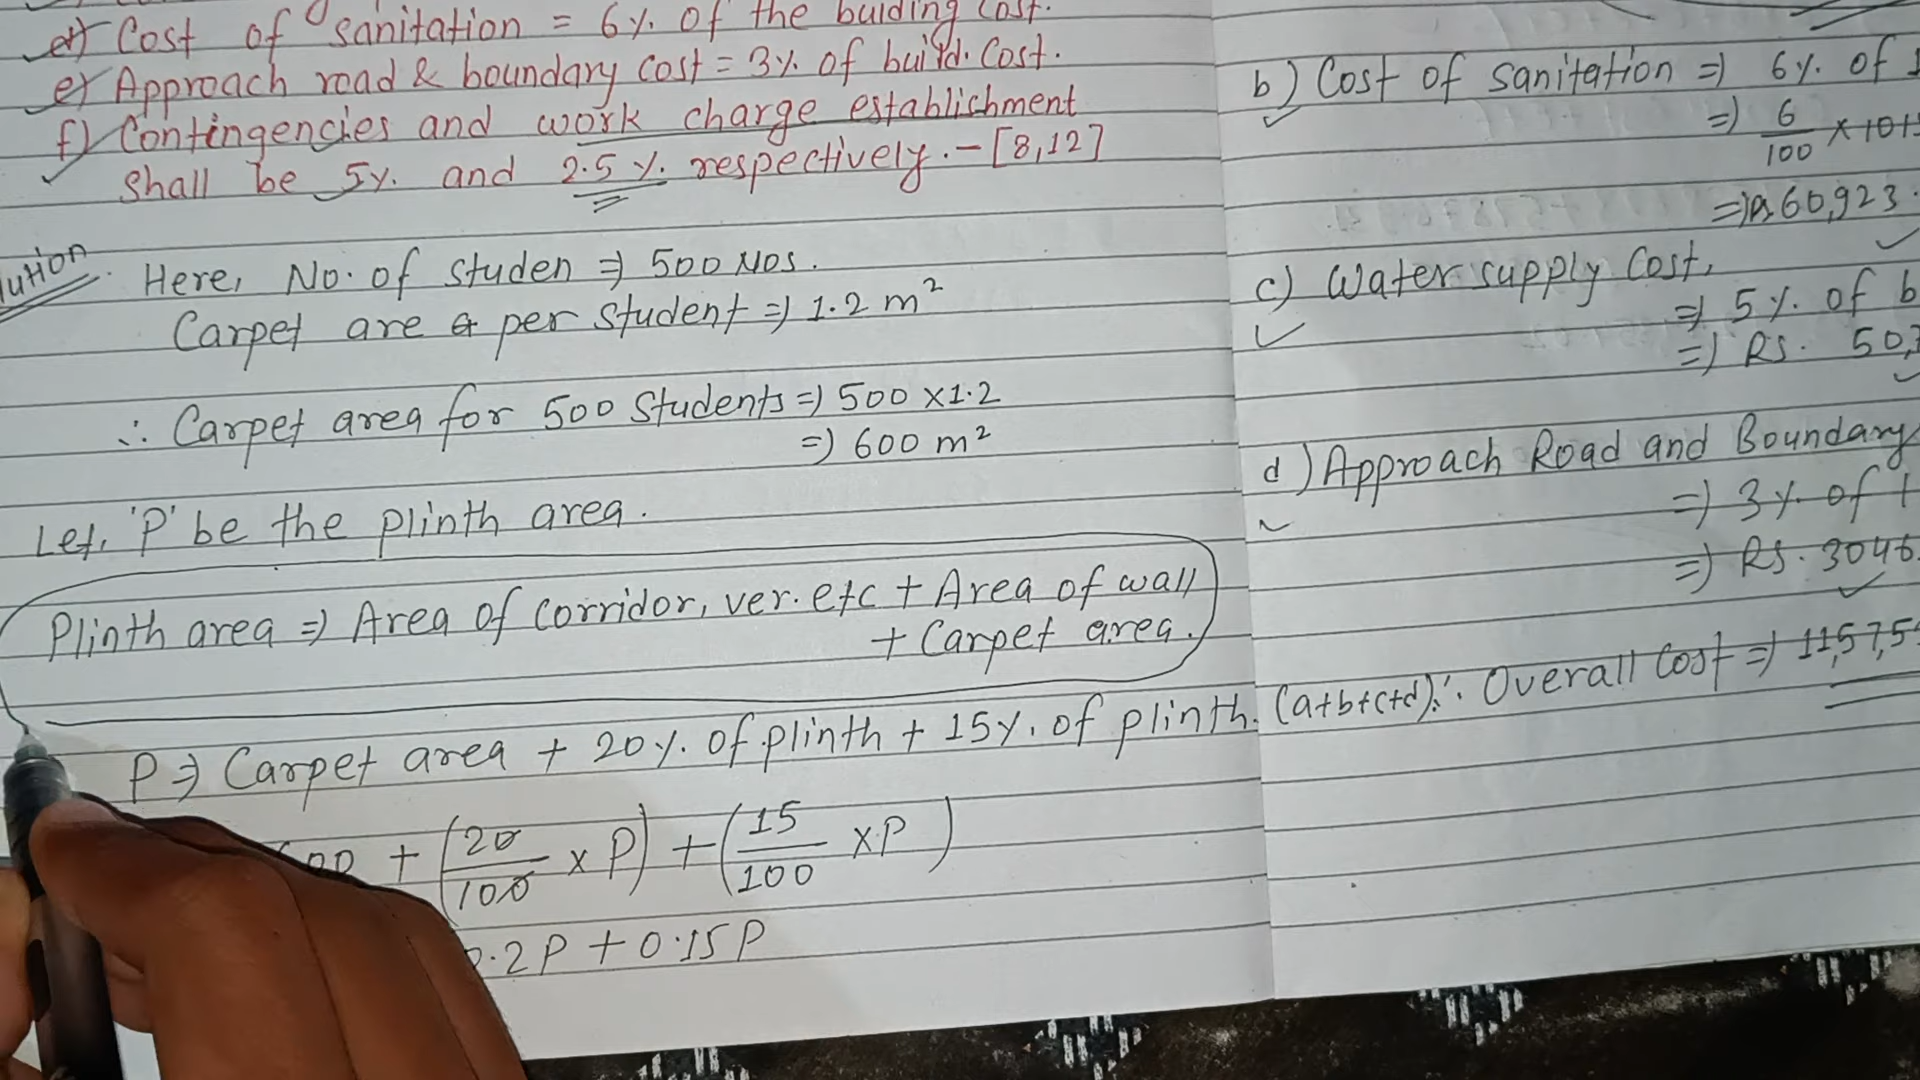 d) Cost of sanitation = 6%. of the buiding Cost.
e) Approach road & boundary cost = 3%. of build. Cost.
f) Contingencies and work charge establishment
shall be 5%. and 2.5%. respectively. - [8,12]
Here, No. of studen => 500 Nos.
Carpet are a per student => 1.2 m²
∴ Carpet area for 500 Students => 500 x 1.2
=> 600 m²
Let, 'P' be the plinth area.
Plinth area => Area of corridor, ver. etc + Area of wall
+ Carpet area.
P => Carpet area + 20%. of plinth + 15%. of plinth.
+ (20/100 x P) + (15/100 x P)
.2P + 0.15P
b) Cost of sanitation => 6%. of
=> 6/100 x
=> Rs 60,923
c) Water supply Cost,
=> 5%. of
=> Rs.
d) Approach Road and Boundary
=> 3%. of
=> Rs. 3046
(a+b+c+d) ∴ Overall Cost => 11,57,5